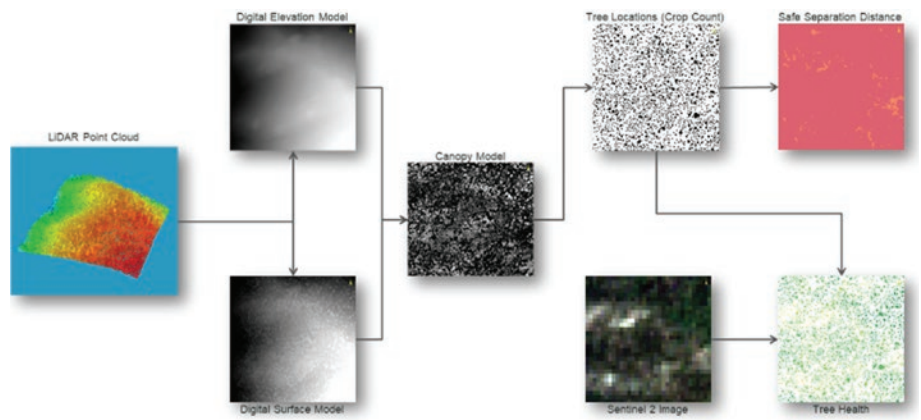 Digital Elevation Model
Tree Locations (Crop Count)
Safe Separation Distance
LiDAR Point Cloud
Canopy Model
Digital Surface Model
Sentinel 2 Image
Tree Health